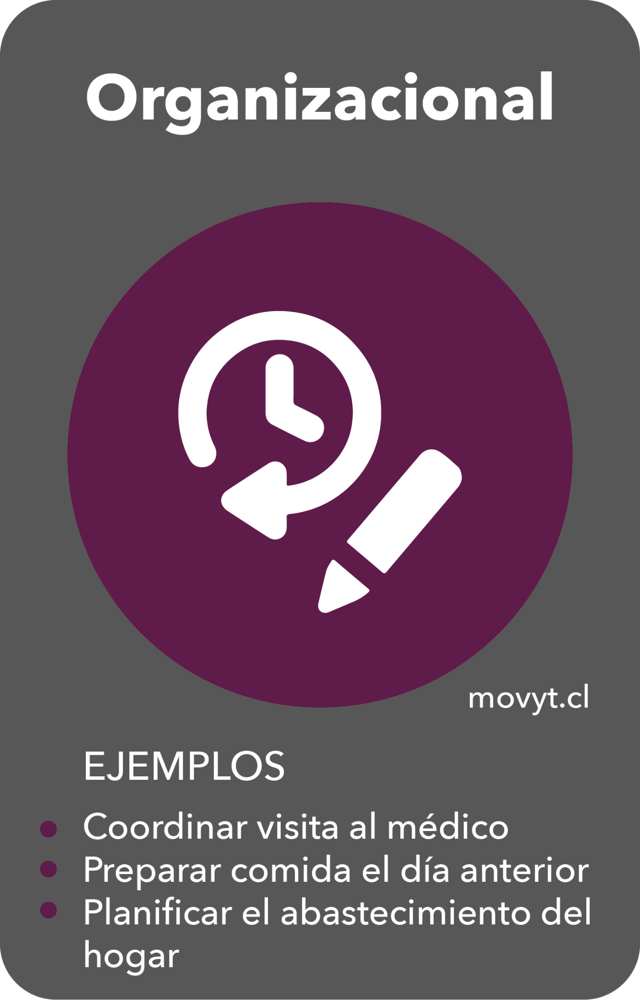 Organizacional
movyt.cl
EJEMPLOS
Coordinar visita al médico
Preparar comida el día anterior
Planificar el abastecimiento del
hogar